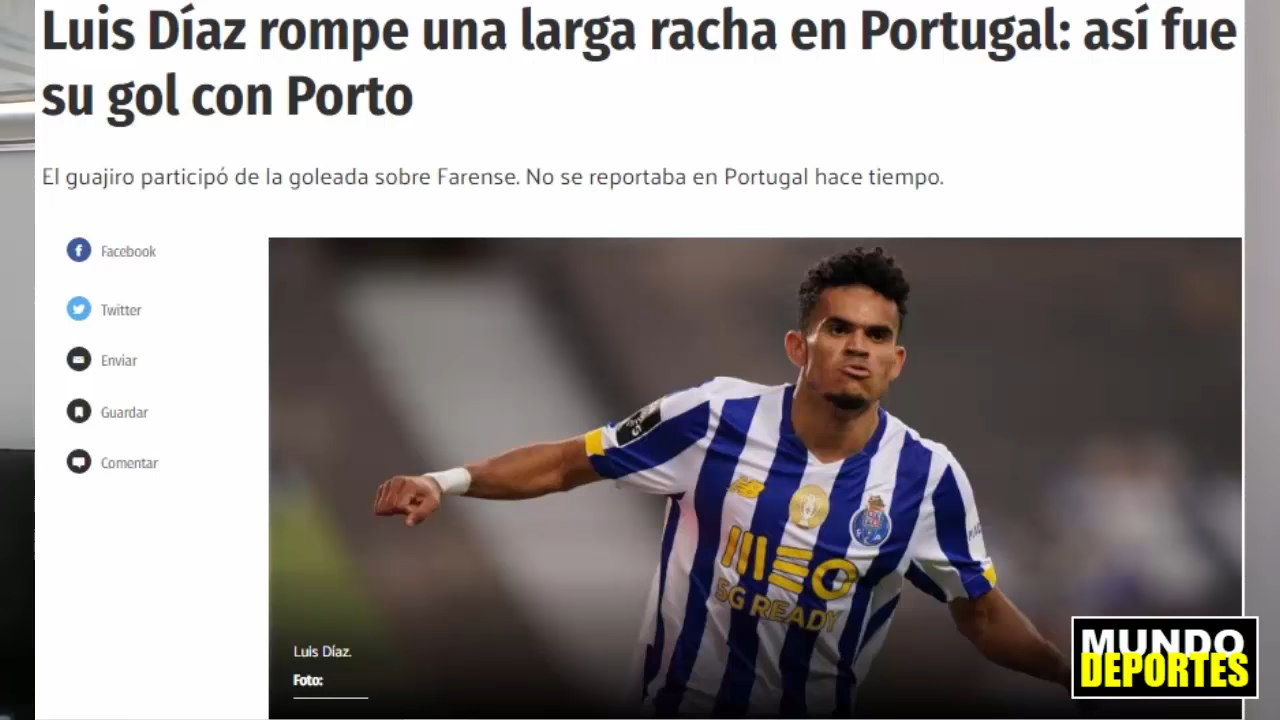 Luis Díaz rompe una larga racha en Portugal: así fue
su gol con Porto
El guajiro participó de la goleada sobre Farense. No se reportaba en Portugal hace tiempo.
Facebook
Twitter
Enviar
Guardar
Comentar
MEO
5G READY
Luis Díaz.
Foto:
MUNDO
DEPORTES